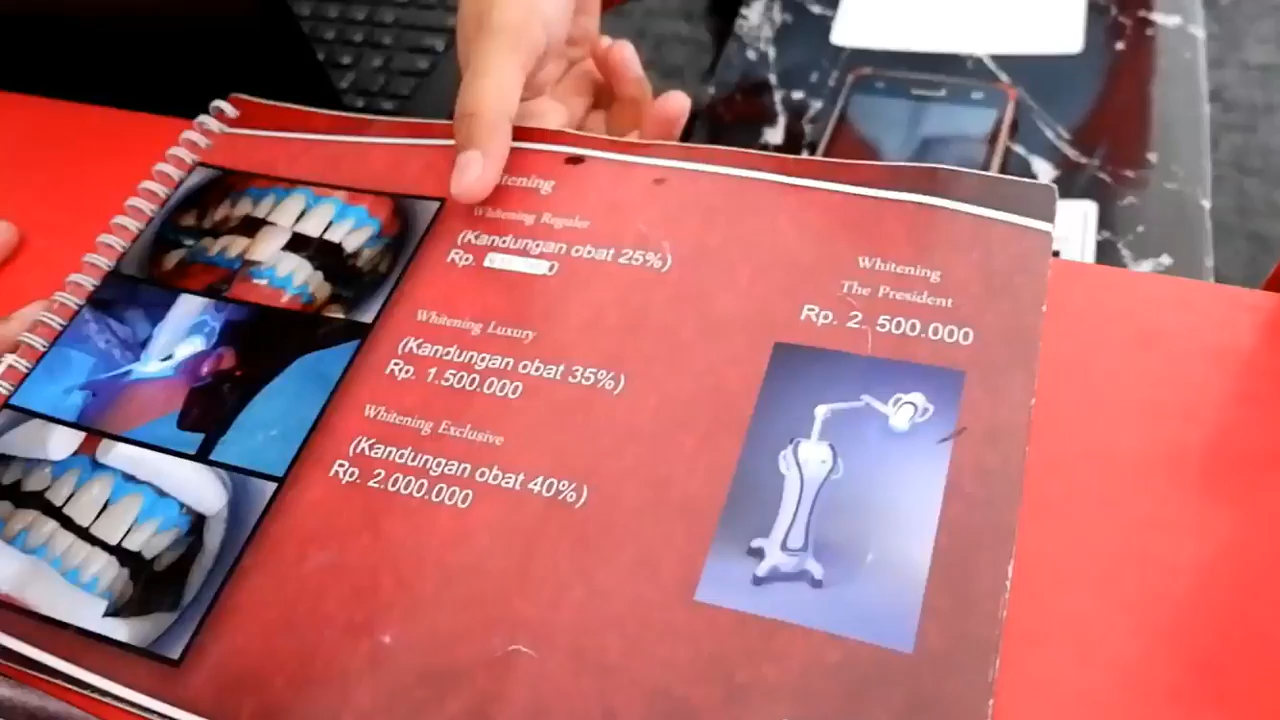 Whitening Reguler
(Kandungan obat 25%)
Rp.
Whitening Luxury
(Kandungan obat 35%)
Rp. 1.500.000
Whitening Exclusive
(Kandungan obat 40%)
Rp. 2.000.000
Whitening
The President
Rp. 2. 500.000